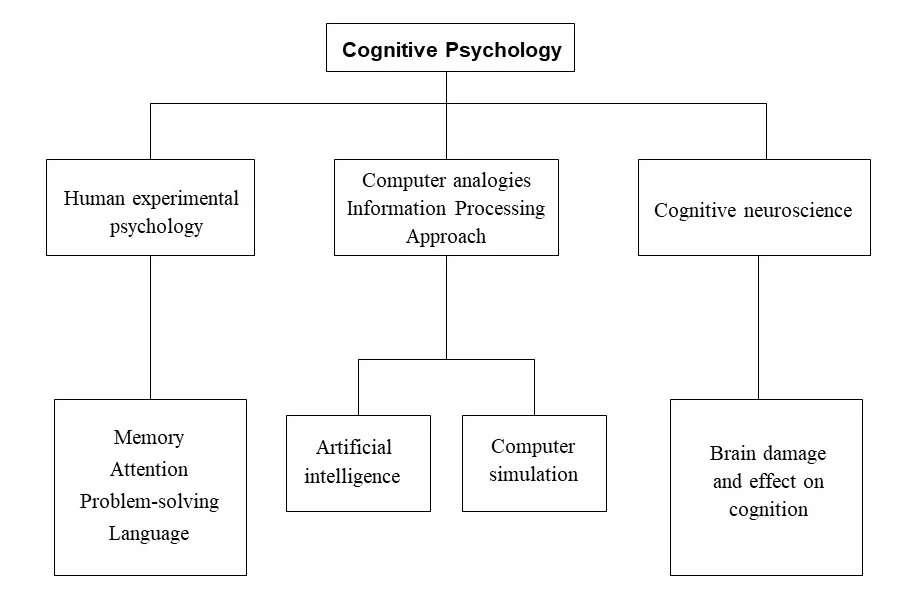 Cognitive Psychology
Human experimental
psychology
Computer analogies
Information Processing
Approach
Cognitive neuroscience
Memory
Attention
Problem-solving
Language
Artificial
intelligence
Computer
simulation
Brain damage
and effect on
cognition